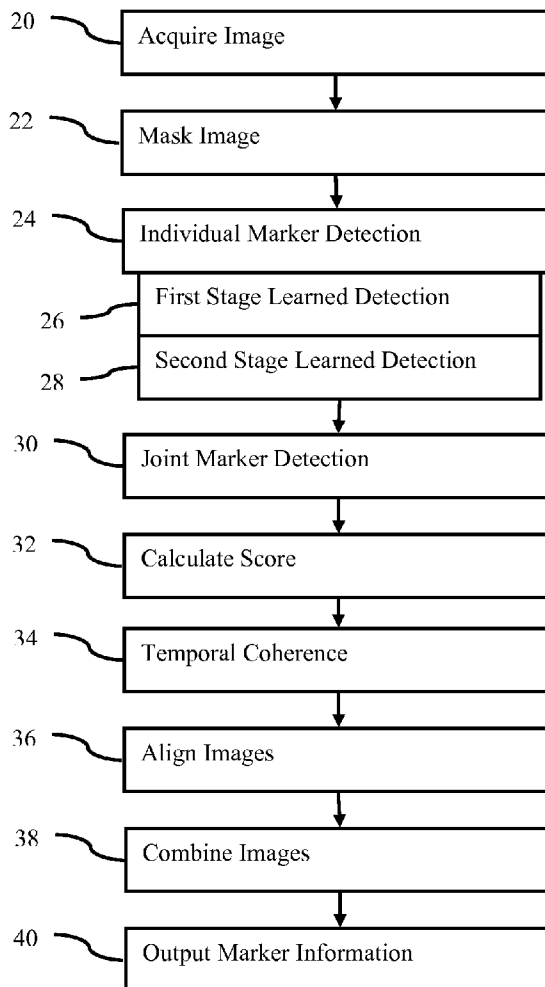 20 Acquire Image
22 Mask Image
24 Individual Marker Detection
26 First Stage Learned Detection
28 Second Stage Learned Detection
30 Joint Marker Detection
32 Calculate Score
34 Temporal Coherence
36 Align Images
38 Combine Images
40 Output Marker Information